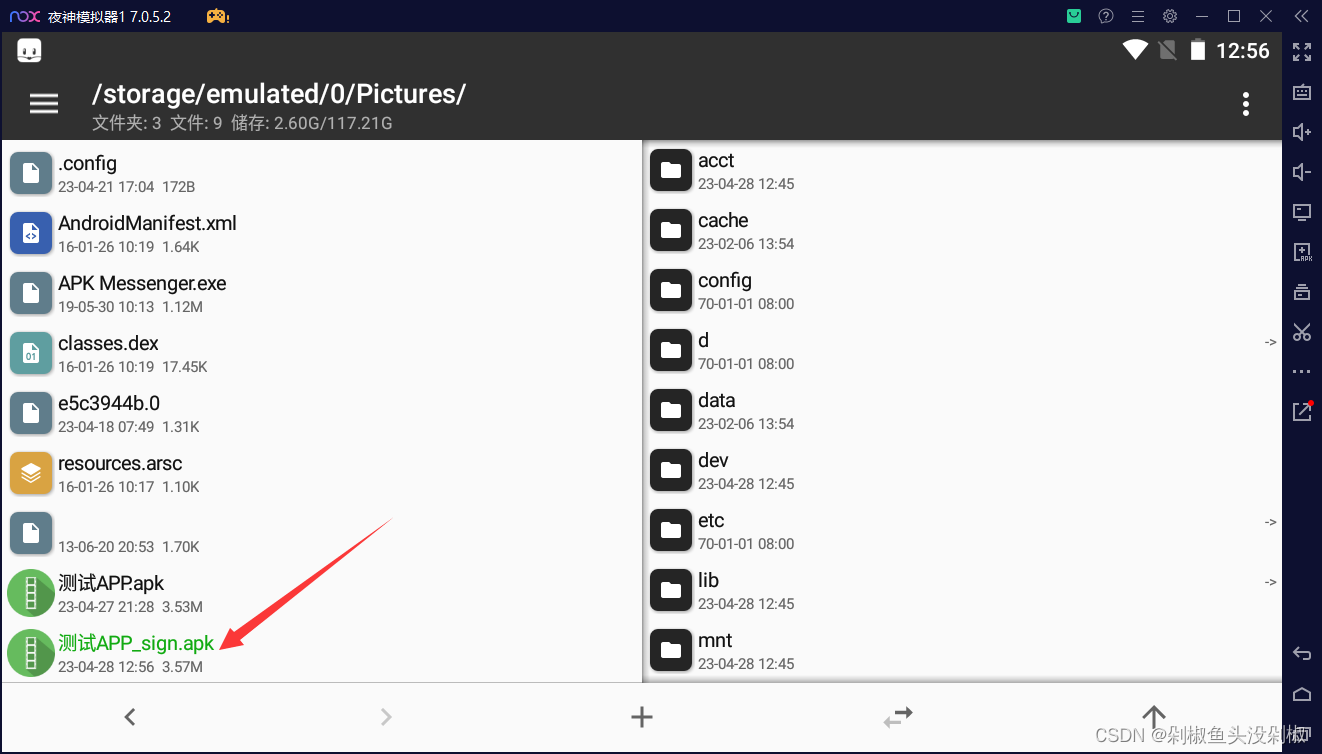 nox 夜神模拟器1 7.0.5.2
12:56
/storage/emulated/0/Pictures/
文件夹: 3 文件: 9 储存: 2.60G/117.21G
.config
23-04-21 17:04 172B
AndroidManifest.xml
16-01-26 10:19 1.64K
APK Messenger.exe
19-05-30 10:13 1.12M
classes.dex
16-01-26 10:19 17.45K
e5c3944b.0
23-04-18 07:49 1.31K
resources.arsc
16-01-26 10:17 1.10K
13-06-20 20:53 1.70K
测试APP.apk
23-04-27 21:28 3.53M
测试APP_sign.apk
23-04-28 12:56 3.57M
acct
23-04-28 12:45
cache
23-02-06 13:54
config
70-01-01 08:00
d
->
70-01-01 08:00
data
23-02-06 13:54
dev
23-04-28 12:45
etc
->
70-01-01 08:00
lib
->
23-04-28 12:45
mnt
23-04-28 12:45
CSDN @剁椒鱼头没剁椒